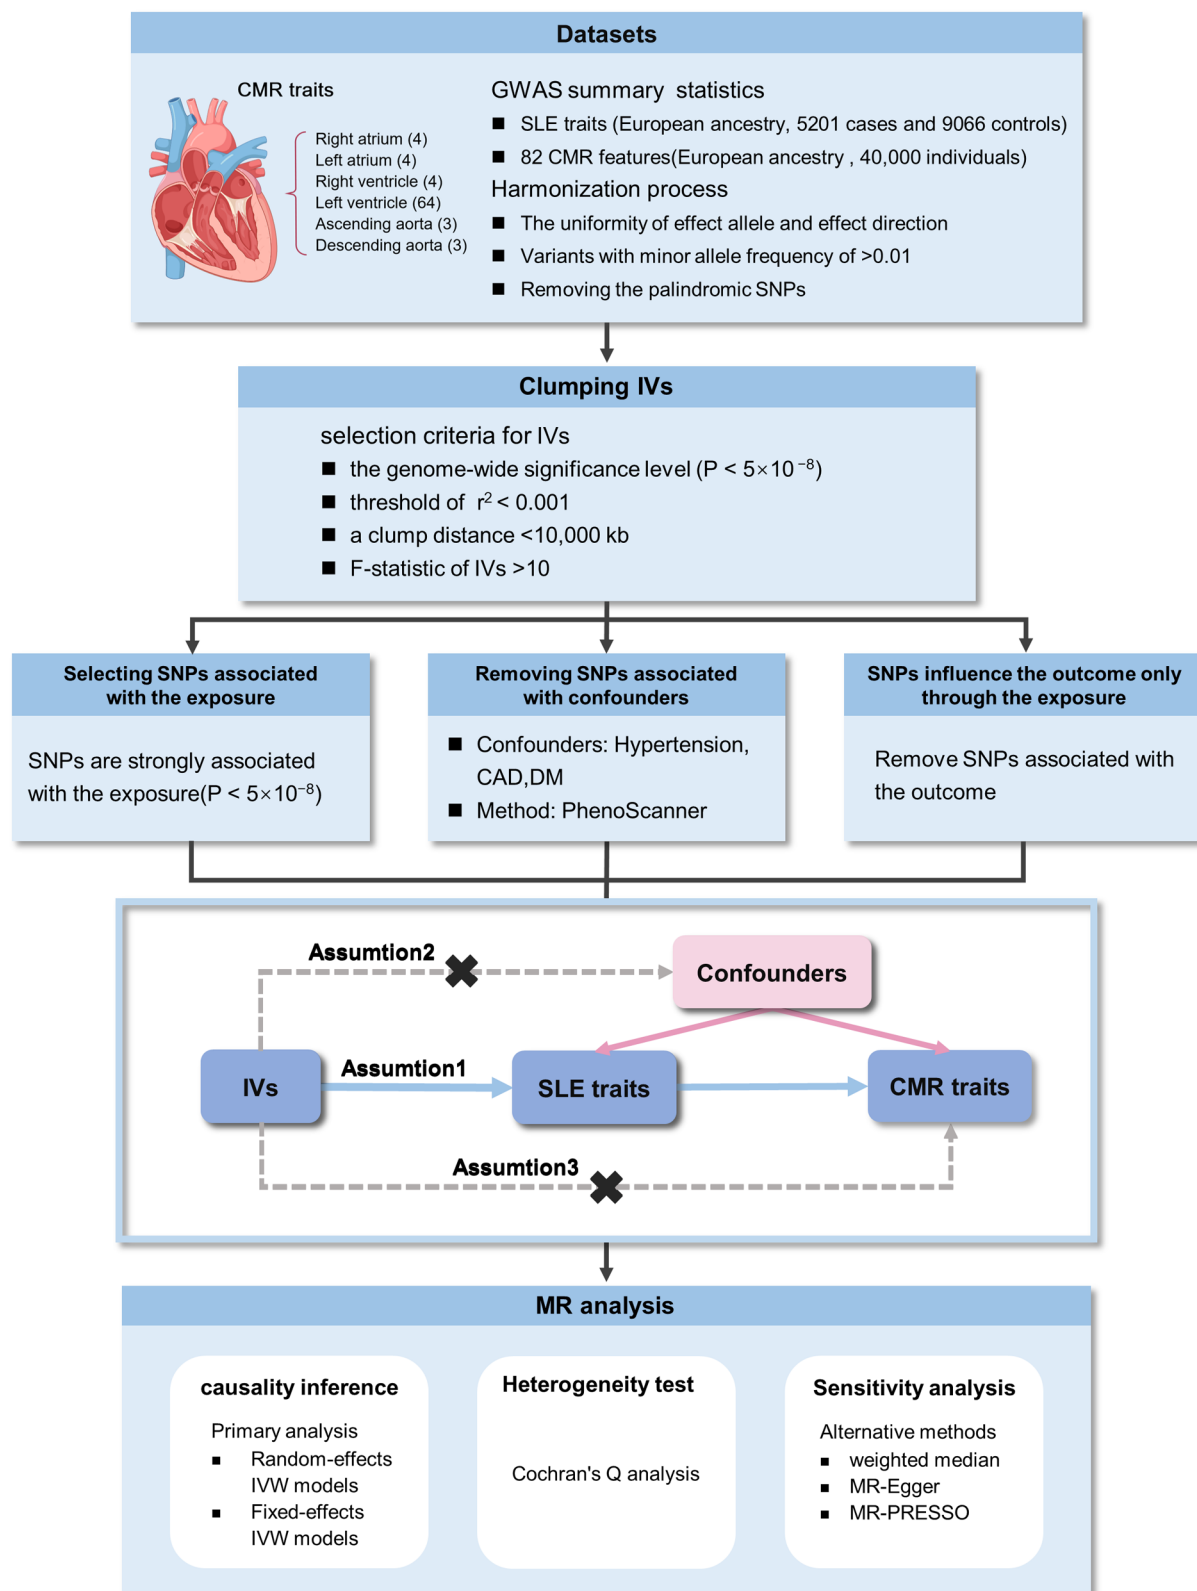 Datasets
CMR traits
Right atrium (4)
Left atrium (4)
Right ventricle (4)
Left ventricle (64)
Ascending aorta (3)
Descending aorta (3)
GWAS summary statistics
■ SLE traits (European ancestry, 5201 cases and 9066 controls)
■ 82 CMR features(European ancestry , 40,000 individuals)
Harmonization process
■ The uniformity of effect allele and effect direction
■ Variants with minor allele frequency of >0.01
■ Removing the palindromic SNPs
Clumping IVs
selection criteria for IVs
■ the genome-wide significance level (P < 5×10⁻⁸)
■ threshold of r² < 0.001
■ a clump distance <10,000 kb
■ F-statistic of IVs >10
Selecting SNPs associated
with the exposure
SNPs are strongly associated
with the exposure(P < 5×10⁻⁸)
Removing SNPs associated
with confounders
■ Confounders: Hypertension,
CAD,DM
■ Method: PhenoScanner
SNPs influence the outcome only
through the exposure
Remove SNPs associated with
the outcome
Assumtion2
Confounders
Assumtion1
IVs
SLE traits
CMR traits
Assumtion3
MR analysis
causality inference
Primary analysis
■ Random-effects
IVW models
■ Fixed-effects
IVW models
Heterogeneity test
Cochran's Q analysis
Sensitivity analysis
Alternative methods
■ weighted median
■ MR-Egger
■ MR-PRESSO